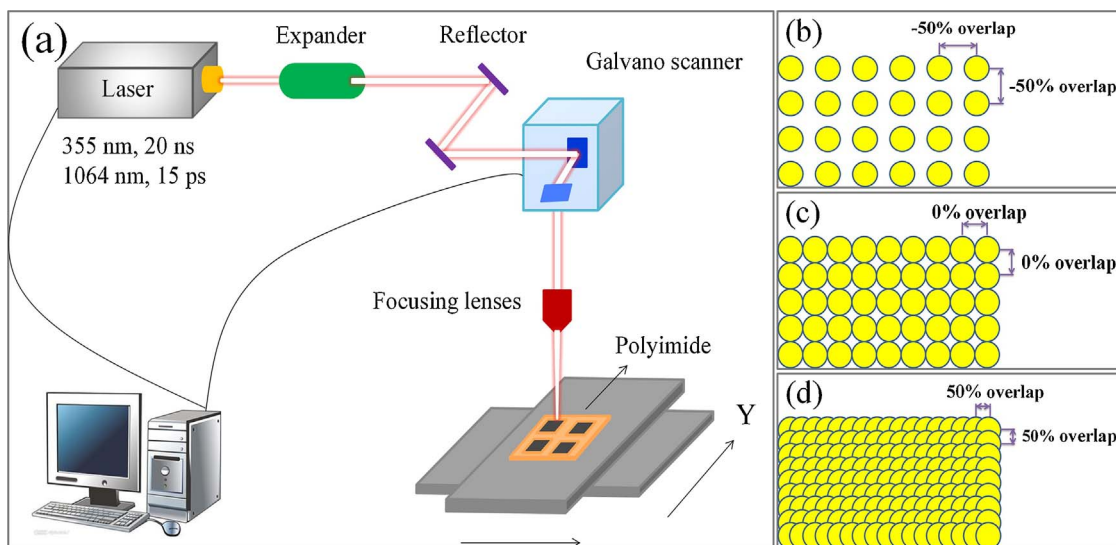 (a)
Laser
355 nm, 20 ns
1064 nm, 15 ps
Expander
Reflector
Galvano scanner
Focusing lenses
Polyimide
Y
(b)
-50% overlap
-50% overlap
(c)
0% overlap
0% overlap
(d)
50% overlap
50% overlap